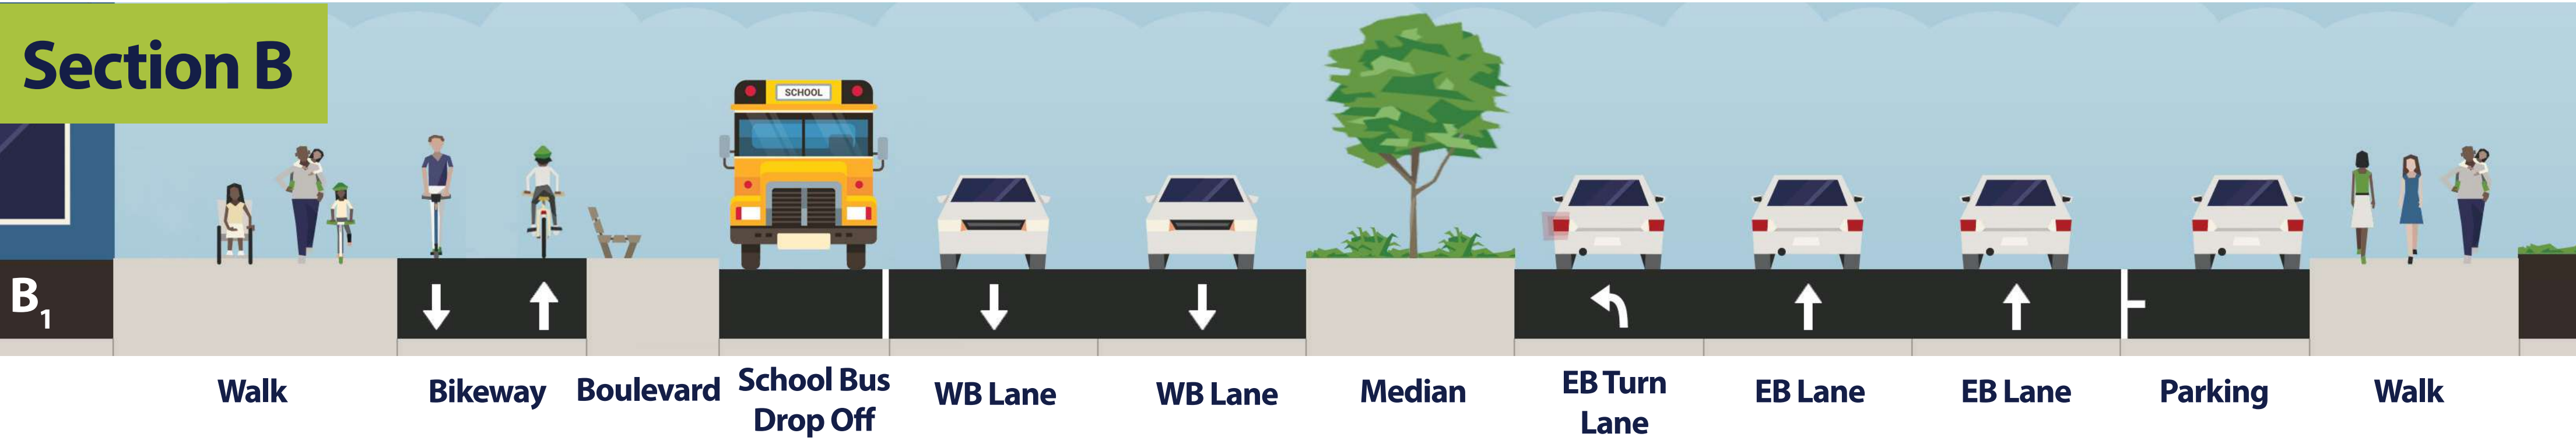 Section B
SCHOOL
B1
Walk
Bikeway
Boulevard
School Bus
Drop Off
WB Lane
WB Lane
Median
EB Turn
Lane
EB Lane
EB Lane
Parking
Walk